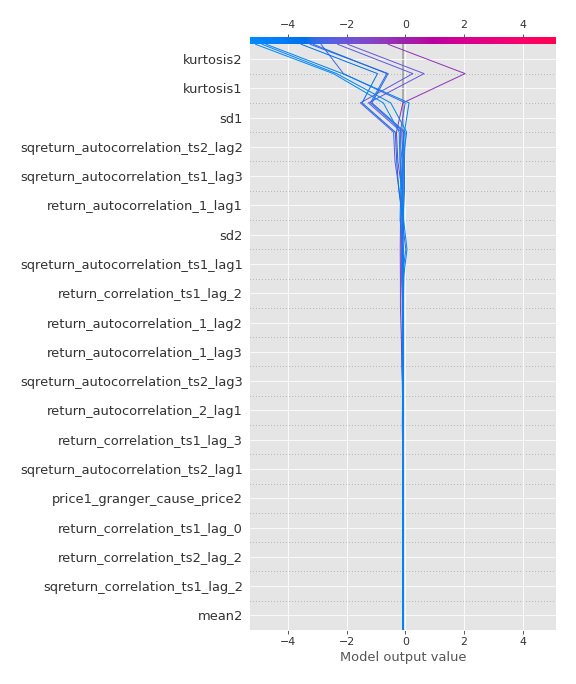 −4 −2 0 2 4
kurtosis2
kurtosis1
sd1
sqreturn_autocorrelation_ts2_lag2
sqreturn_autocorrelation_ts1_lag3
return_autocorrelation_1_lag1
sd2
sqreturn_autocorrelation_ts1_lag1
return_correlation_ts1_lag_2
return_autocorrelation_1_lag2
return_autocorrelation_1_lag3
sqreturn_autocorrelation_ts2_lag3
return_autocorrelation_2_lag1
return_correlation_ts1_lag_3
sqreturn_autocorrelation_ts2_lag1
price1_granger_cause_price2
return_correlation_ts1_lag_0
return_correlation_ts2_lag_2
sqreturn_correlation_ts1_lag_2
mean2
−4 −2 0 2 4
Model output value